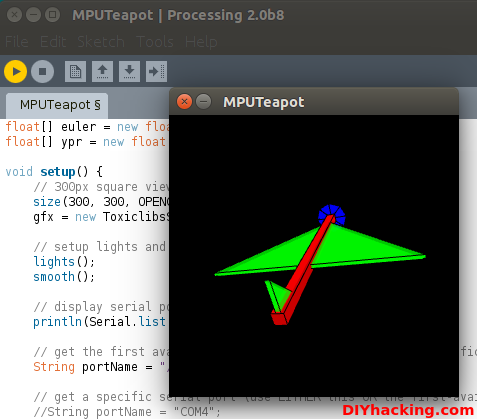 MPUTeapot | Processing 2.0b8
File Edit Sketch Tools Help
MPUTeapot §
MPUTeapot
float[] euler = new floa
float[] ypr = new float
void setup() {
// 300px square view
size(300, 300, OPENG
gfx = new ToxiclibsS
// setup lights and
lights();
smooth();
// display serial po
println(Serial.list
// get the first ava
String portName = "/
// get a specific serial port (use EITHER this OR the first-avai
//String portName = "COM4";
DIYhacking.com